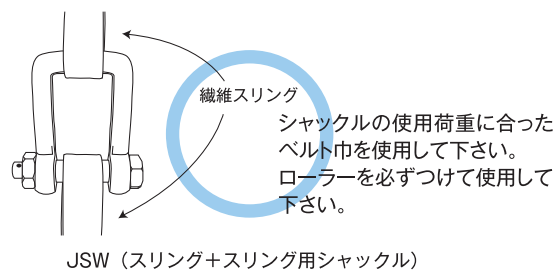 繊維スリング
シャックルの使用荷重に合った
ベルト巾を使用して下さい。
ローラーを必ずつけて使用して
下さい。
JSW（スリング＋スリング用シャックル）